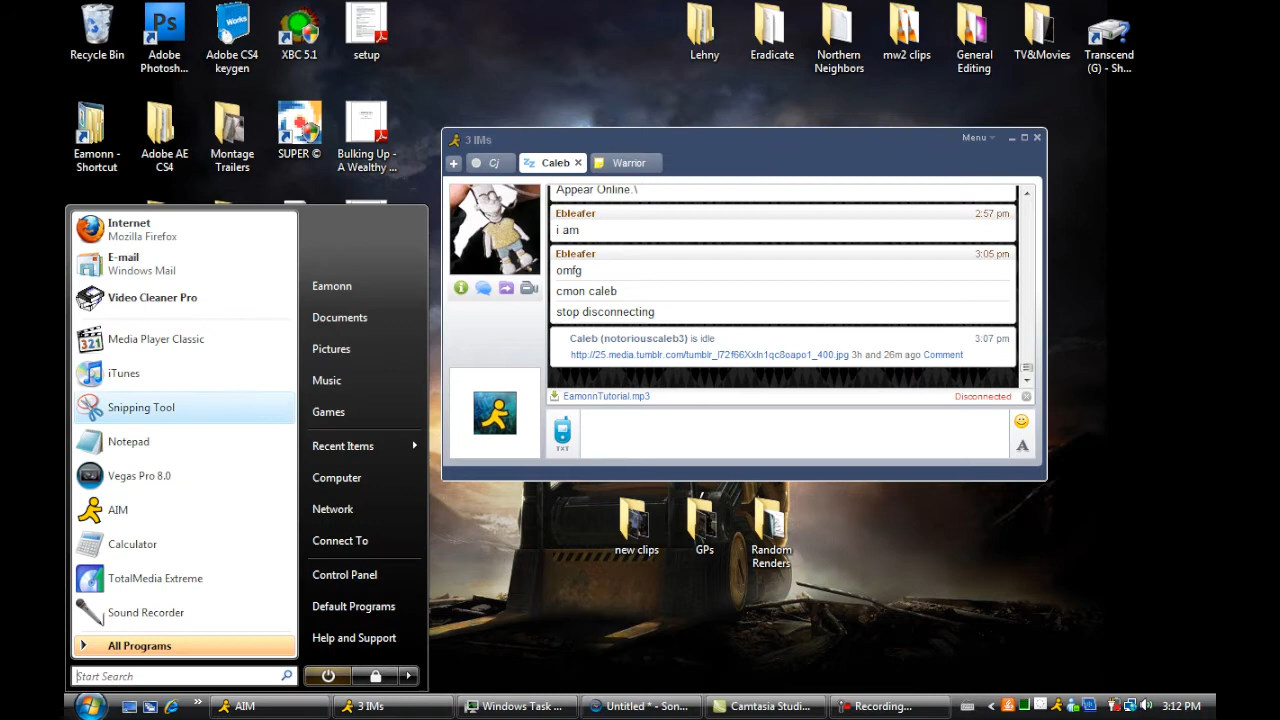 Recycle Bin
Adobe Photosh...
Adobe CS4 keygen
XBC 5.1
setup
Lehny
Eradicate
Northern Neighbors
mw2 clips
General Editing
TV&Movies
Transcend (G) - Sh...
Eamonn - Shortcut
Adobe AE CS4
Montage Trailers
SUPER ©
Bulking Up - A Wealthy ...
3 IMs
Menu
Cj
Caleb
Warrior
Appear Online.\
Ebleafer 2:57 pm
i am
Ebleafer 3:05 pm
omfg
cmon caleb
stop disconnecting
Caleb (notoriouscaleb3) is idle 3:07 pm
http://25.media.tumblr.com/tumblr_l72f66XxIn1qc8oapo1_400.jpg 3h and 26m ago Comment
EamonnTutorial.mp3 Disconnected
TXT
A
Internet
Mozilla Firefox
E-mail
Windows Mail
Video Cleaner Pro
Media Player Classic
iTunes
Snipping Tool
Notepad
Vegas Pro 8.0
AIM
Calculator
TotalMedia Extreme
Sound Recorder
All Programs
Start Search
Eamonn
Documents
Pictures
Music
Games
Recent Items
Computer
Network
Connect To
Control Panel
Default Programs
Help and Support
new clips
GPs
Random Renders
AIM
3 IMs
Windows Task ...
Untitled * - Son...
Camtasia Studi...
Recording...
3:12 PM